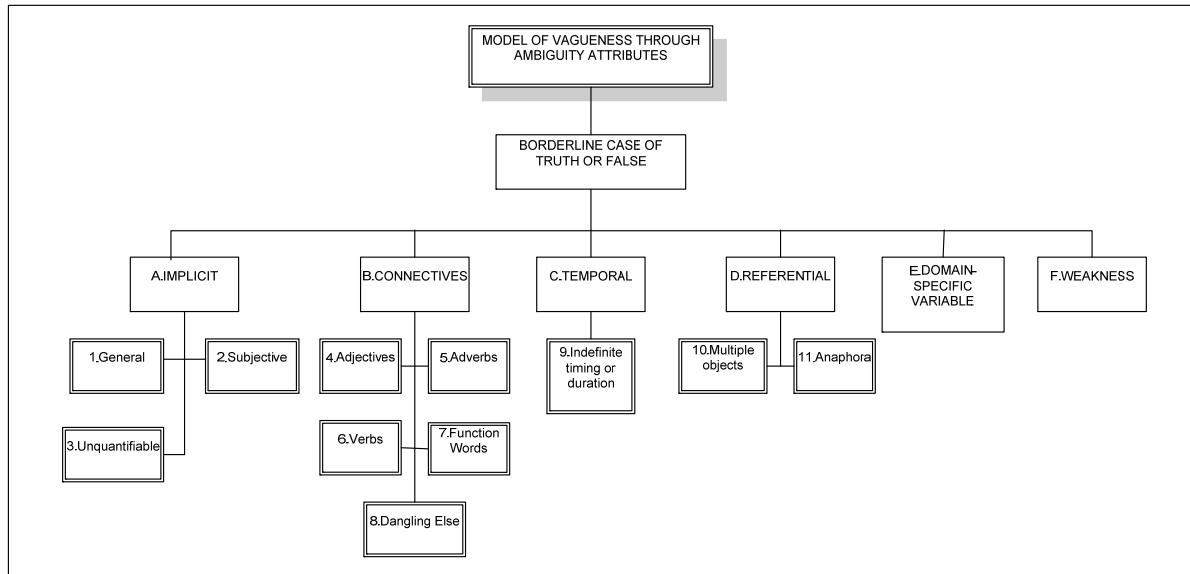 MODEL OF VAGUENESS THROUGH
AMBIGUITY ATTRIBUTES
BORDERLINE CASE OF
TRUTH OR FALSE
A.IMPLICIT
B.CONNECTIVES
C.TEMPORAL
D.REFERENTIAL
E.DOMAIN-
SPECIFIC
VARIABLE
F.WEAKNESS
1.General
2.Subjective
3.Unquantifiable
4.Adjectives
5.Adverbs
6.Verbs
7.Function
Words
8.Dangling Else
9.Indefinite
timing or
duration
10.Multiple
objects
11.Anaphora